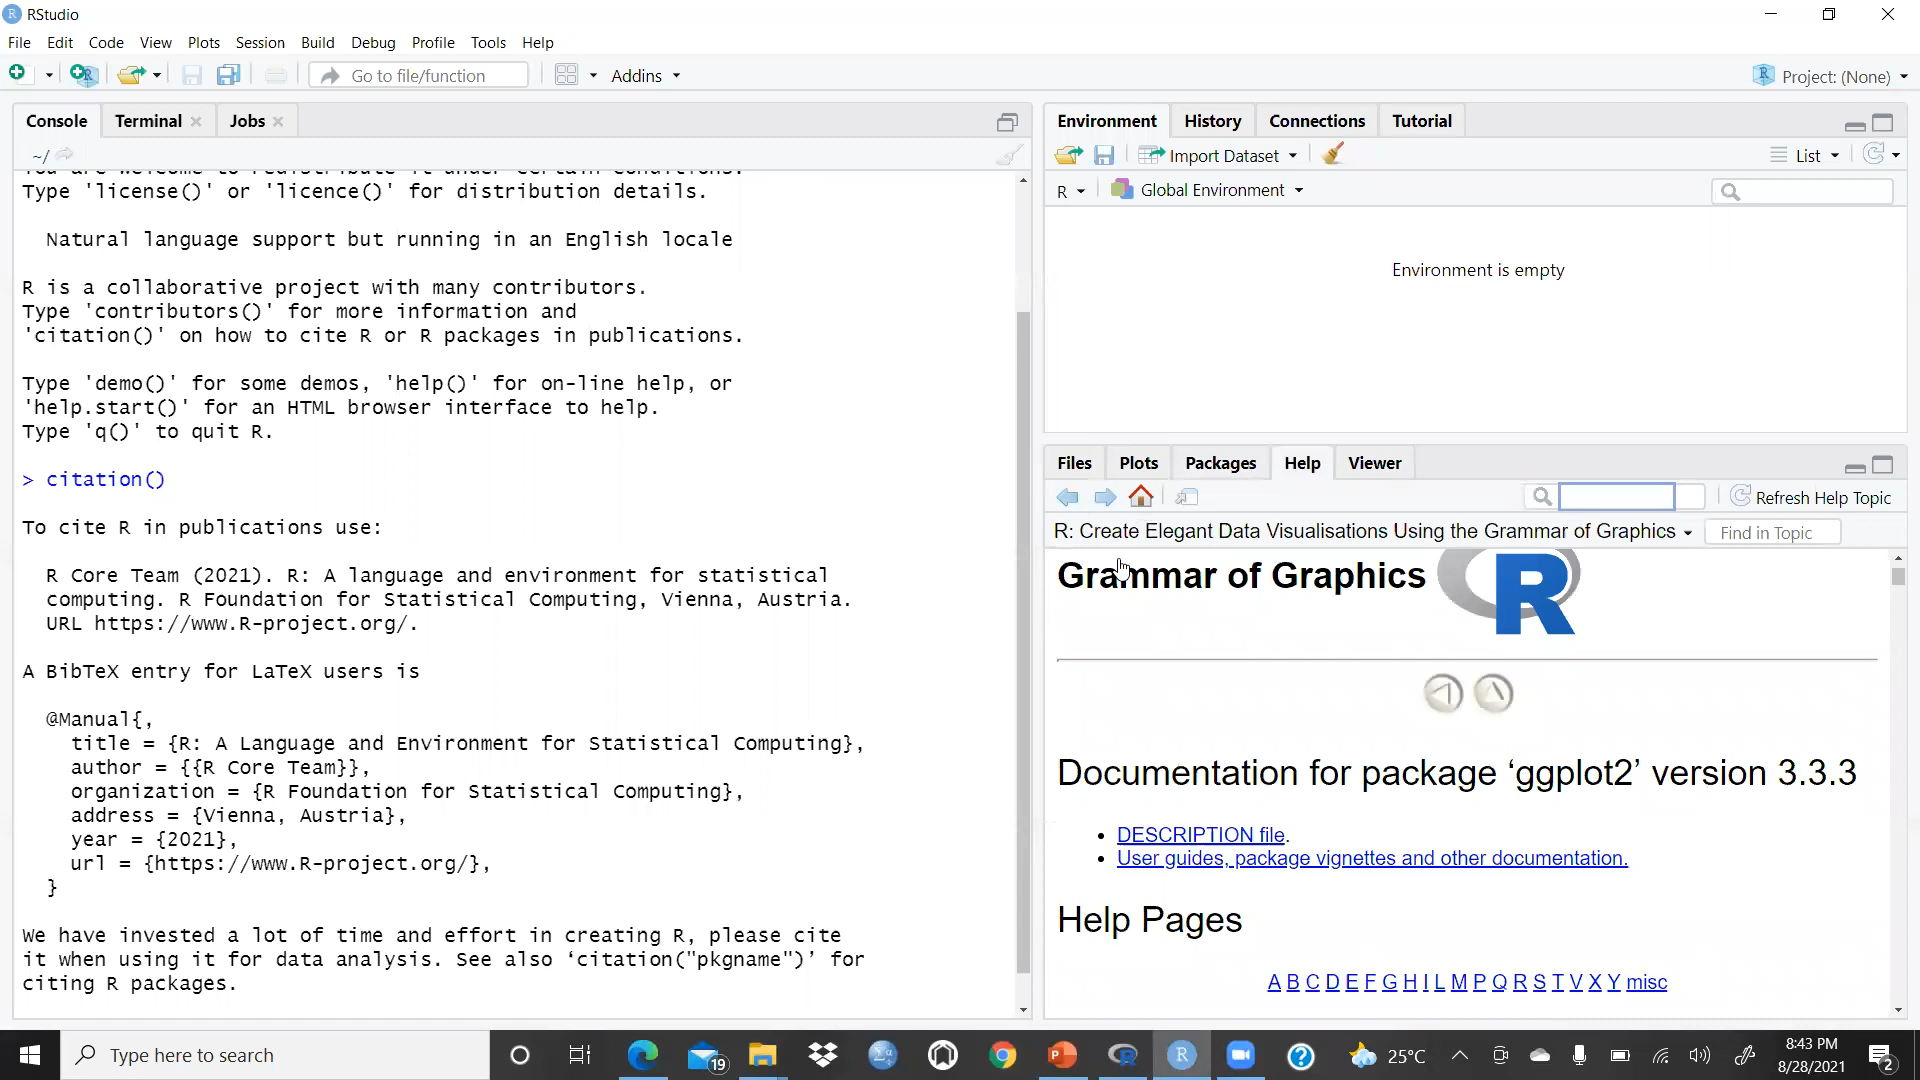 RStudio
File Edit Code View Plots Session Build Debug Profile Tools Help
Go to file/function Addins Project: (None)
Console Terminal Jobs
~/
You are welcome to redistribute it under certain conditions.
Type 'license()' or 'licence()' for distribution details.
Natural language support but running in an English locale
R is a collaborative project with many contributors.
Type 'contributors()' for more information and
'citation()' on how to cite R or R packages in publications.
Type 'demo()' for some demos, 'help()' for on-line help, or
'help.start()' for an HTML browser interface to help.
Type 'q()' to quit R.
> citation()
To cite R in publications use:
R Core Team (2021). R: A language and environment for statistical
computing. R Foundation for Statistical Computing, Vienna, Austria.
URL https://www.R-project.org/.
A BibTeX entry for LaTeX users is
@Manual{,
title = {R: A Language and Environment for Statistical Computing},
author = {{R Core Team}},
organization = {R Foundation for Statistical Computing},
address = {Vienna, Austria},
year = {2021},
url = {https://www.R-project.org/},
}
We have invested a lot of time and effort in creating R, please cite
it when using it for data analysis. See also ‘citation("pkgname")’ for
citing R packages.
Environment History Connections Tutorial
Import Dataset List
R Global Environment
Environment is empty
Files Plots Packages Help Viewer
Refresh Help Topic
R: Create Elegant Data Visualisations Using the Grammar of Graphics Find in Topic
Grammar of Graphics R
Documentation for package ‘ggplot2’ version 3.3.3
DESCRIPTION file.
User guides, package vignettes and other documentation.
Help Pages
A B C D E F G H I L M P Q R S T V X Y misc
Type here to search 19 25°C 8:43 PM
8/28/2021 2